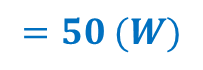 = 50 (W)